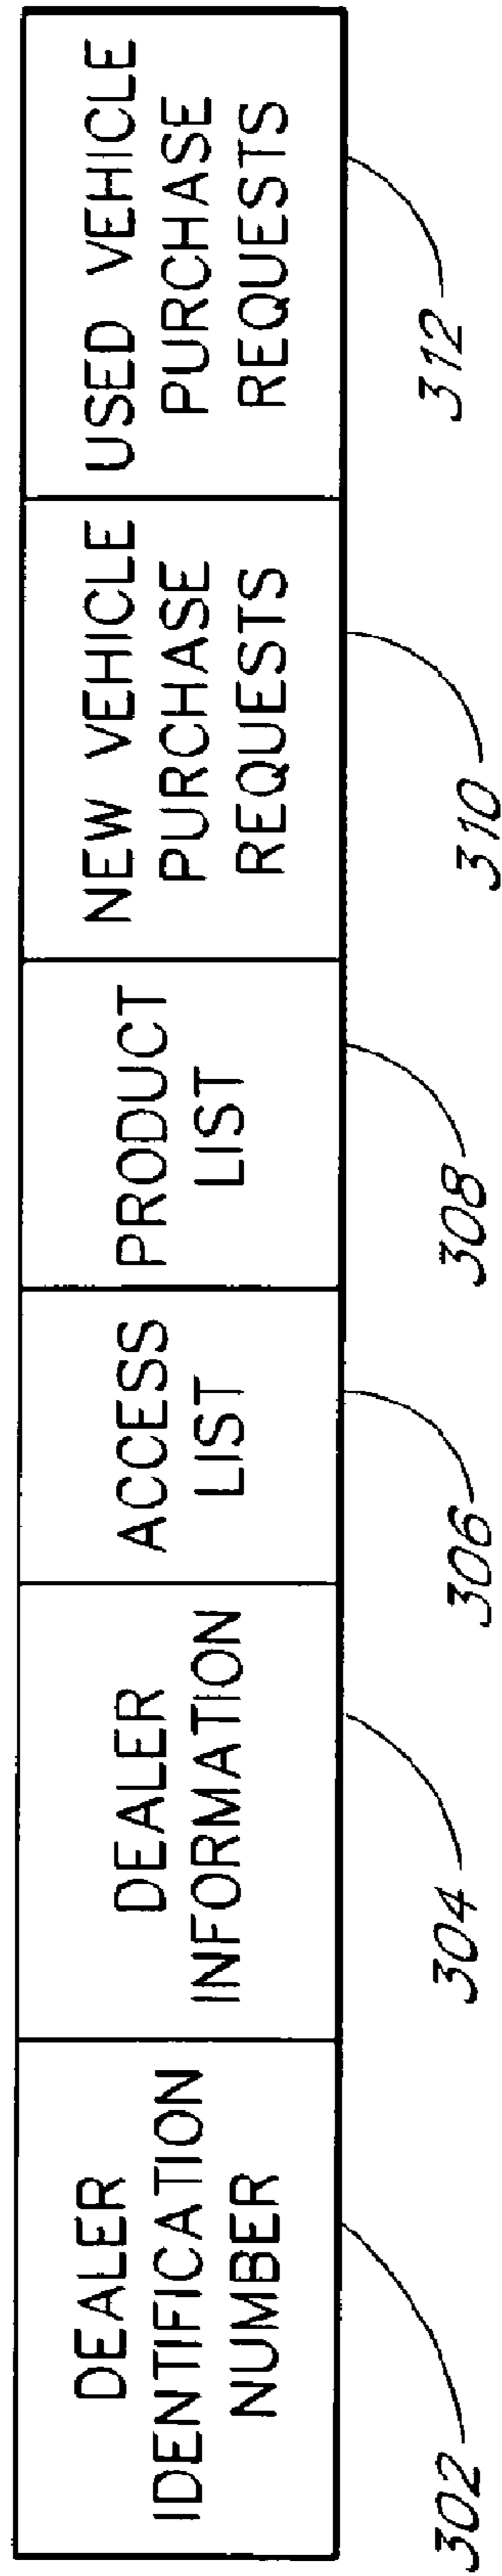 DEALER
IDENTIFICATION
NUMBER
DEALER
INFORMATION
ACCESS
LIST
PRODUCT
LIST
NEW VEHICLE
PURCHASE
REQUESTS
USED VEHICLE
PURCHASE
REQUESTS
302
304
306
308
310
312